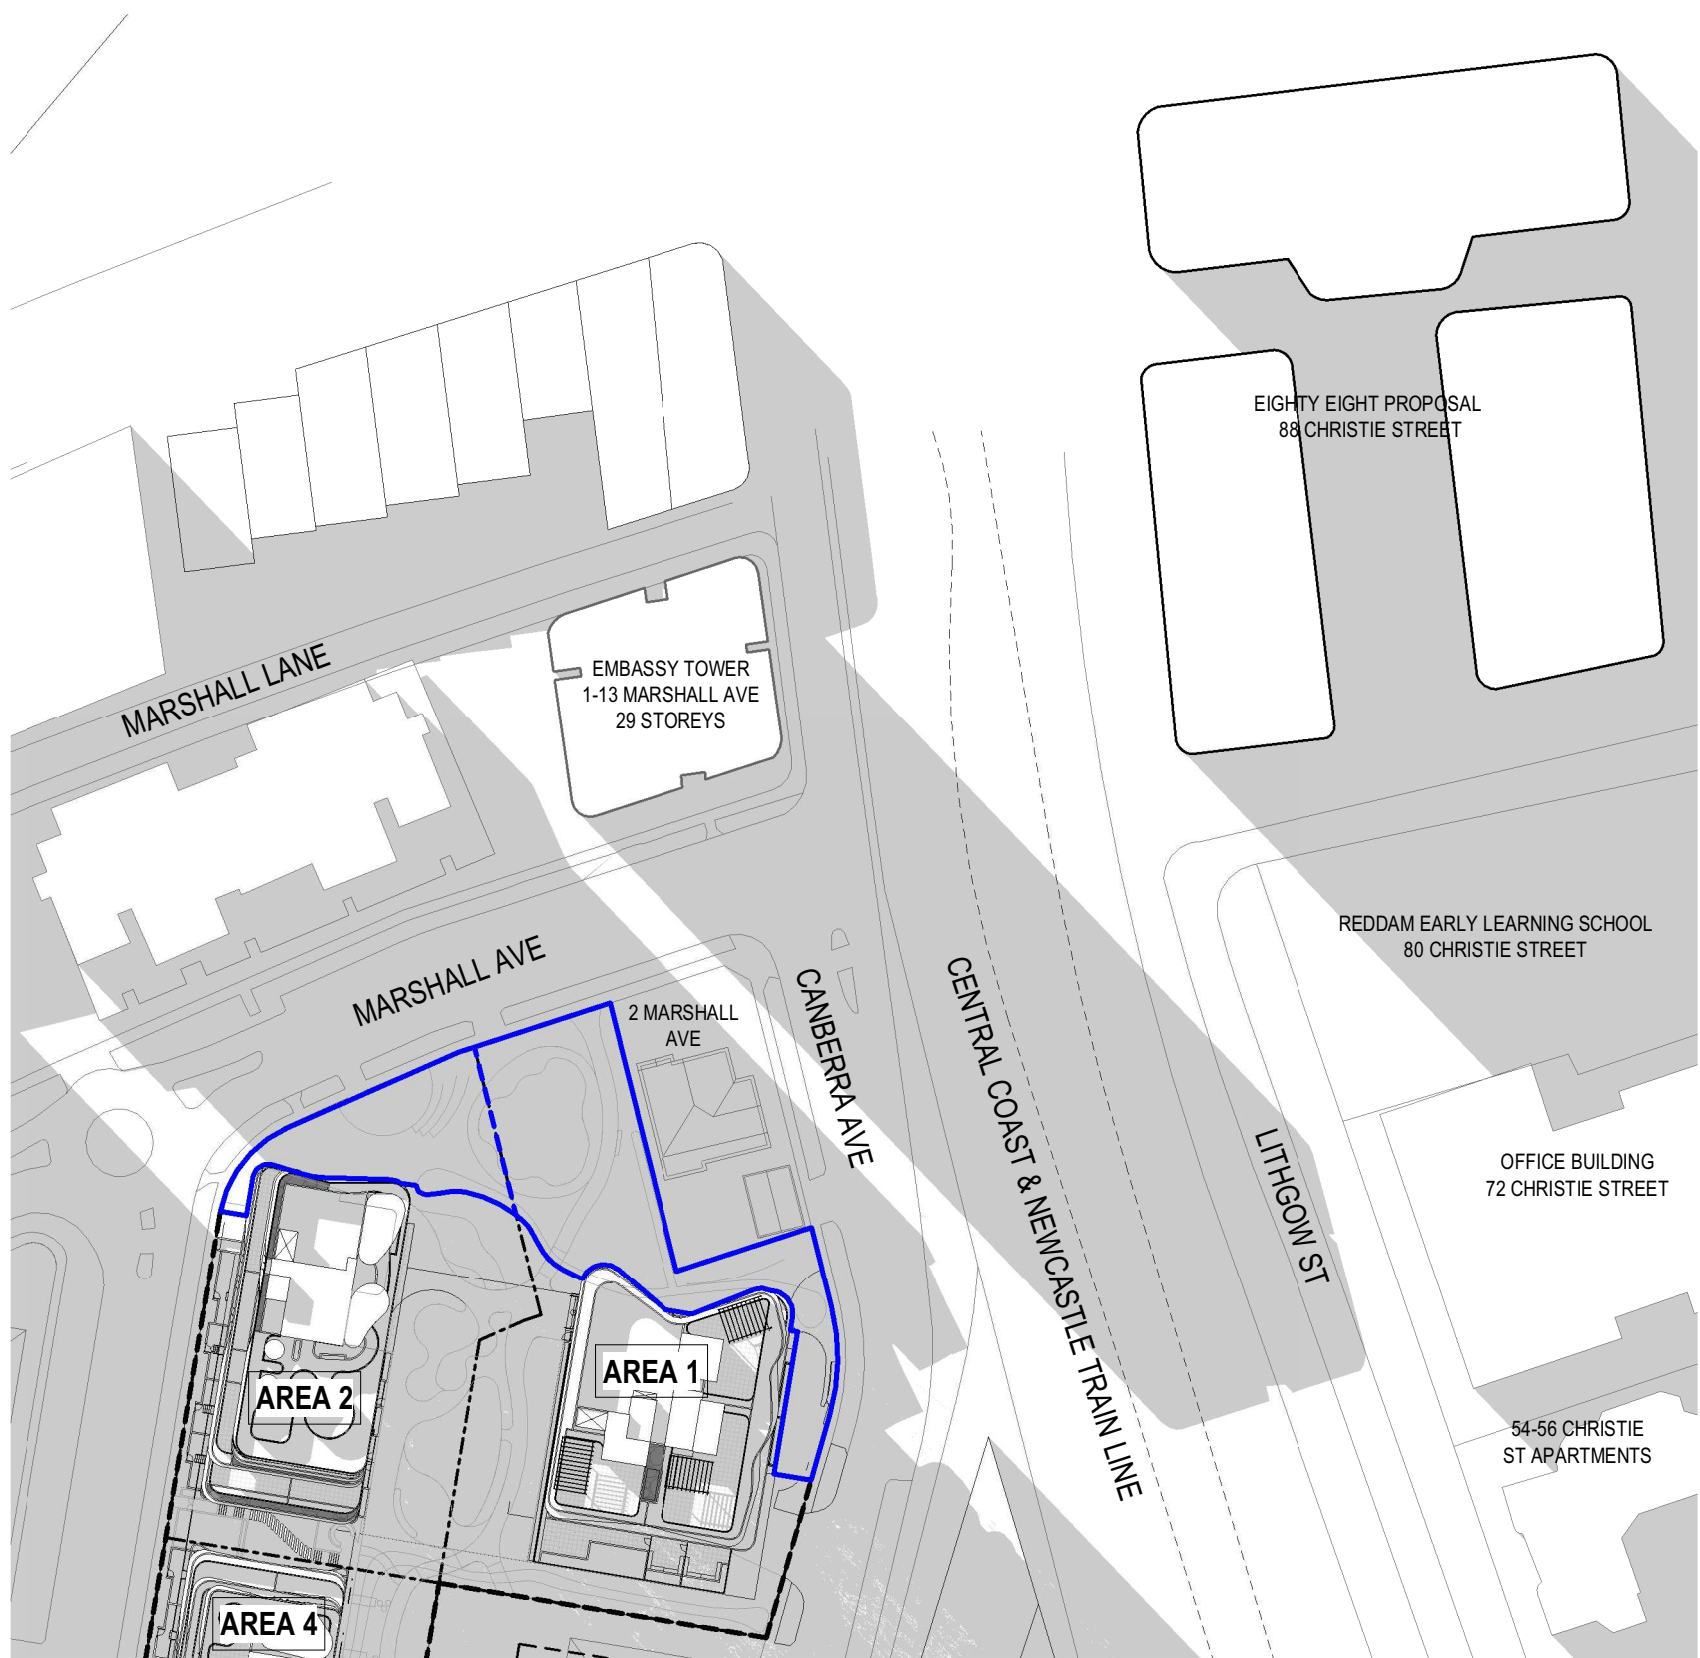 EIGHTY EIGHT PROPOSAL
88 CHRISTIE STREET
MARSHALL LANE
EMBASSY TOWER
1-13 MARSHALL AVE
29 STOREYS
REDDAM EARLY LEARNING SCHOOL
80 CHRISTIE STREET
MARSHALL AVE
2 MARSHALL
AVE
CANBERRA AVE
CENTRAL COAST & NEWCASTLE TRAIN LINE
LITHGOW ST
OFFICE BUILDING
72 CHRISTIE STREET
AREA 1
AREA 2
54-56 CHRISTIE
ST APARTMENTS
AREA 4